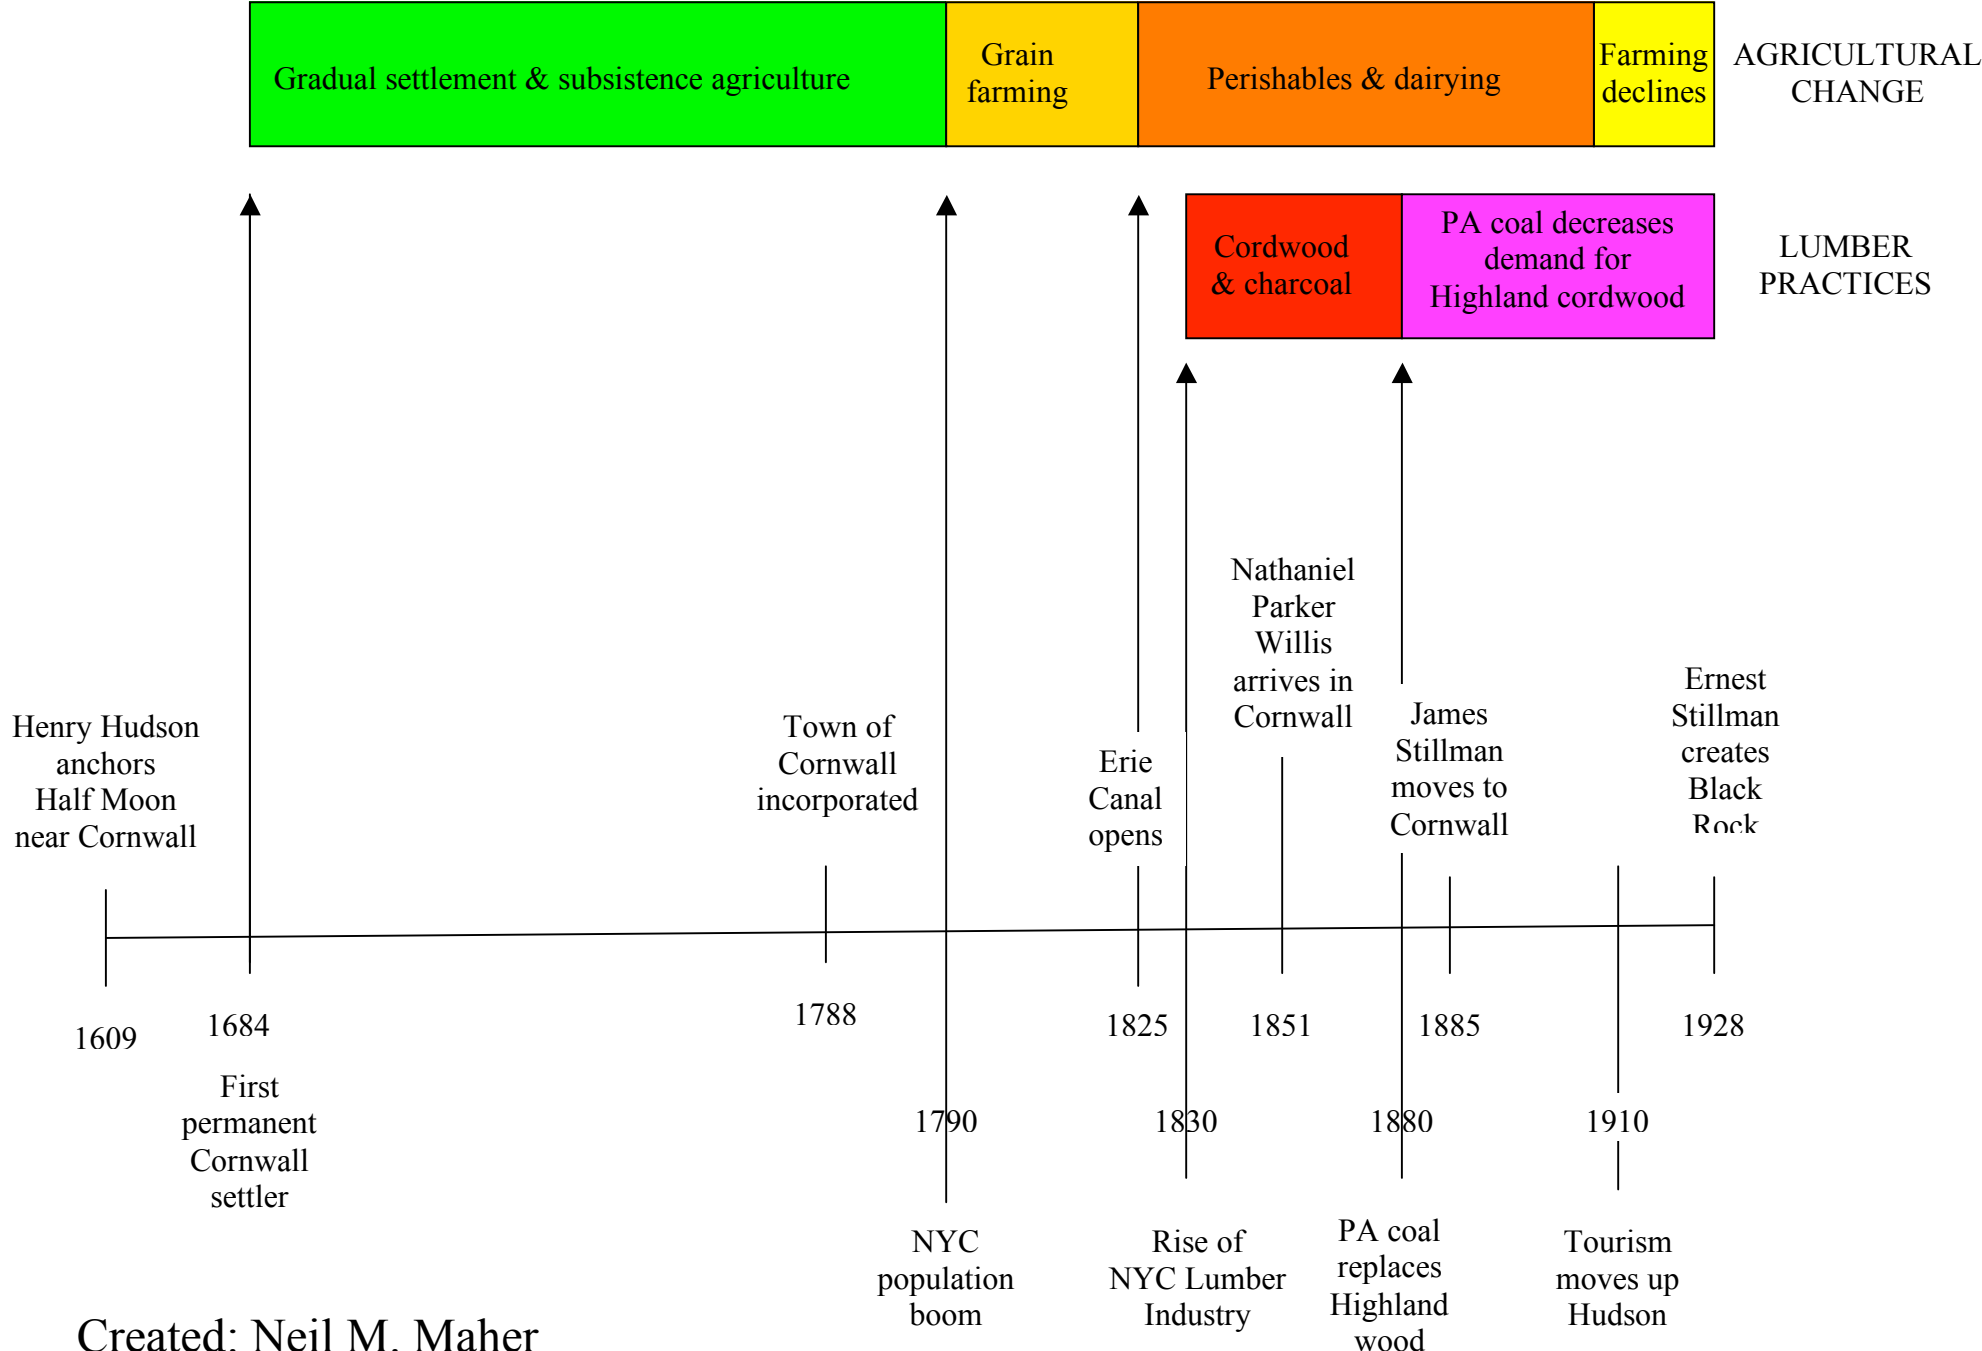 Gradual settlement & subsistence agriculture
Grain
farming
Perishables & dairying
Farming
declines
AGRICULTURAL
CHANGE
Cordwood
& charcoal
PA coal decreases
demand for
Highland cordwood
LUMBER
PRACTICES
Henry Hudson
anchors
Half Moon
near Cornwall
Town of
Cornwall
incorporated
Erie
Canal
opens
Nathaniel
Parker
Willis
arrives in
Cornwall
James
Stillman
moves to
Cornwall
Ernest
Stillman
creates
Black
Rock
1609
1684
1788
1825
1851
1885
1928
First
permanent
Cornwall
settler
1790
1830
1880
1910
NYC
population
boom
Rise of
NYC Lumber
Industry
PA coal
replaces
Highland
wood
Tourism
moves up
Hudson
Created: Neil M. Maher